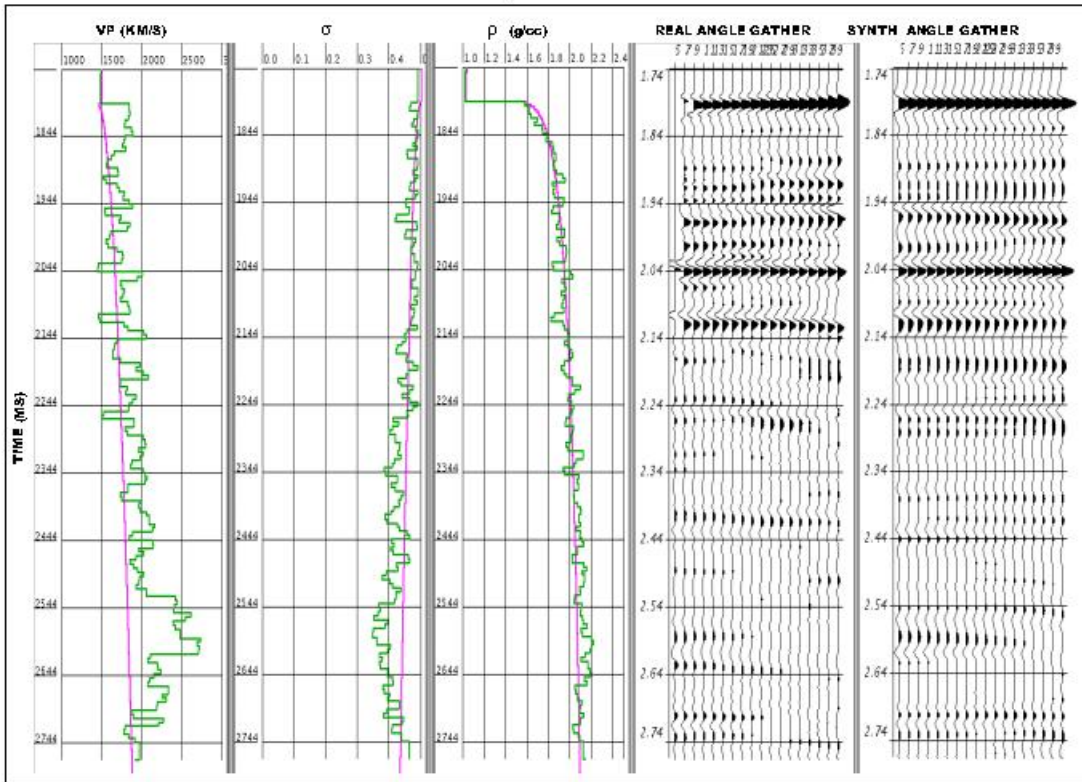 VP (KM/S)
σ
ρ (g/cc)
REAL ANGLE GATHER
SYNTH ANGLE GATHER
1000 1500 2000 2500
0.0 0.1 0.2 0.3 0.4
1.0 1.2 1.4 1.6 1.8 2.0 2.2 2.4
TIME (MS)
1844 1844 1844
1944 1944 1944
2044 2044 2044
2144 2144 2144
2244 2244 2244
2344 2344 2344
2444 2444 2444
2544 2544 2544
2644 2644 2644
2744 2744 2744
1.74 1.74
1.84 1.84
1.94 1.94
2.04 2.04
2.14 2.14
2.24 2.24
2.34 2.34
2.44 2.44
2.54 2.54
2.64 2.64
2.74 2.74